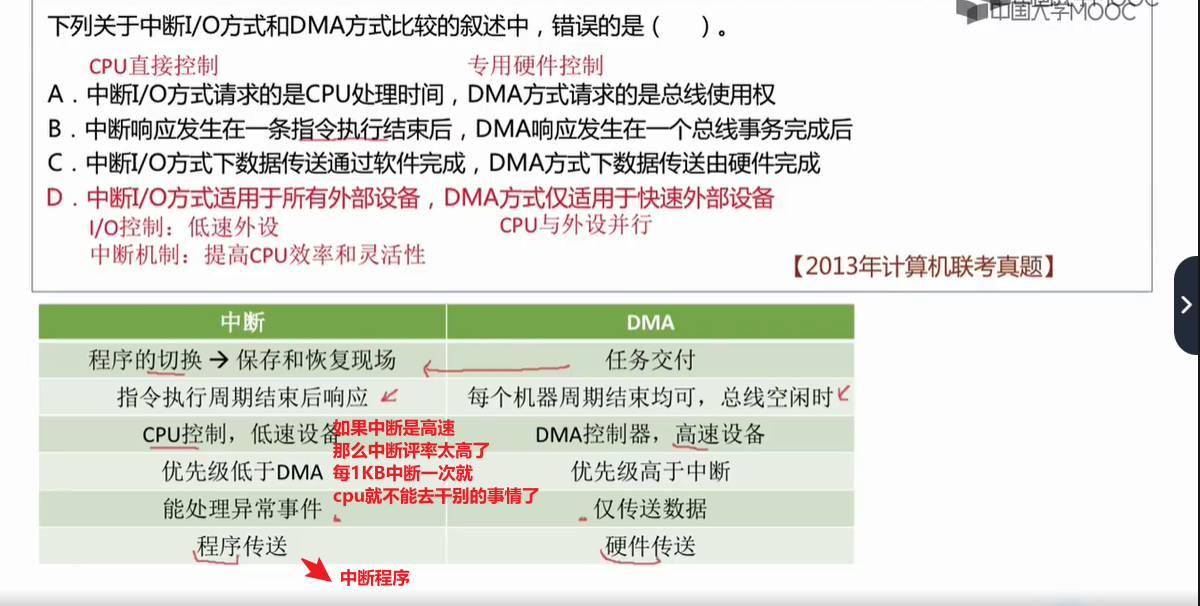 下列关于中断I/O方式和DMA方式比较的叙述中，错误的是（　　）。
中国大学MOOC
CPU直接控制 专用硬件控制
A．中断I/O方式请求的是CPU处理时间，DMA方式请求的是总线使用权
B．中断响应发生在一条指令执行结束后，DMA响应发生在一个总线事务完成后
C．中断I/O方式下数据传送通过软件完成，DMA方式下数据传送由硬件完成
D．中断I/O方式适用于所有外部设备，DMA方式仅适用于快速外部设备
I/O控制：低速外设 CPU与外设并行
中断机制：提高CPU效率和灵活性
【2013年计算机联考真题】
中断 DMA
程序的切换→保存和恢复现场 任务交付
指令执行周期结束后响应 每个机器周期结束均可，总线空闲时
CPU控制，低速设备 DMA控制器，高速设备
优先级低于DMA 优先级高于中断
能处理异常事件 仅传送数据
程序传送 硬件传送
如果中断是高速
那么中断评率太高了
每1KB中断一次就
cpu就不能去干别的事情了
中断程序